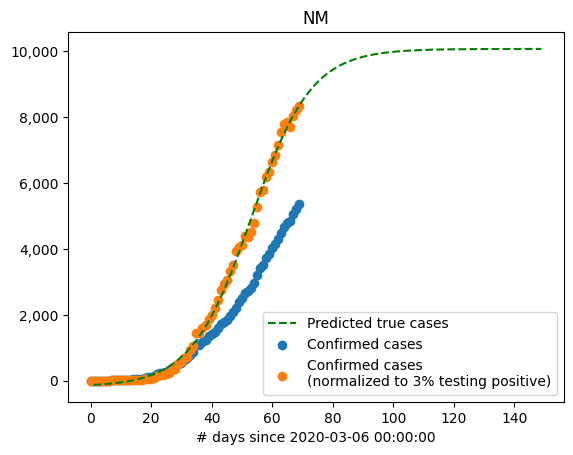 NM
10,000
8,000
6,000
4,000
2,000
0
Predicted true cases
Confirmed cases
Confirmed cases
(normalized to 3% testing positive)
0 20 40 60 80 100 120 140
# days since 2020-03-06 00:00:00